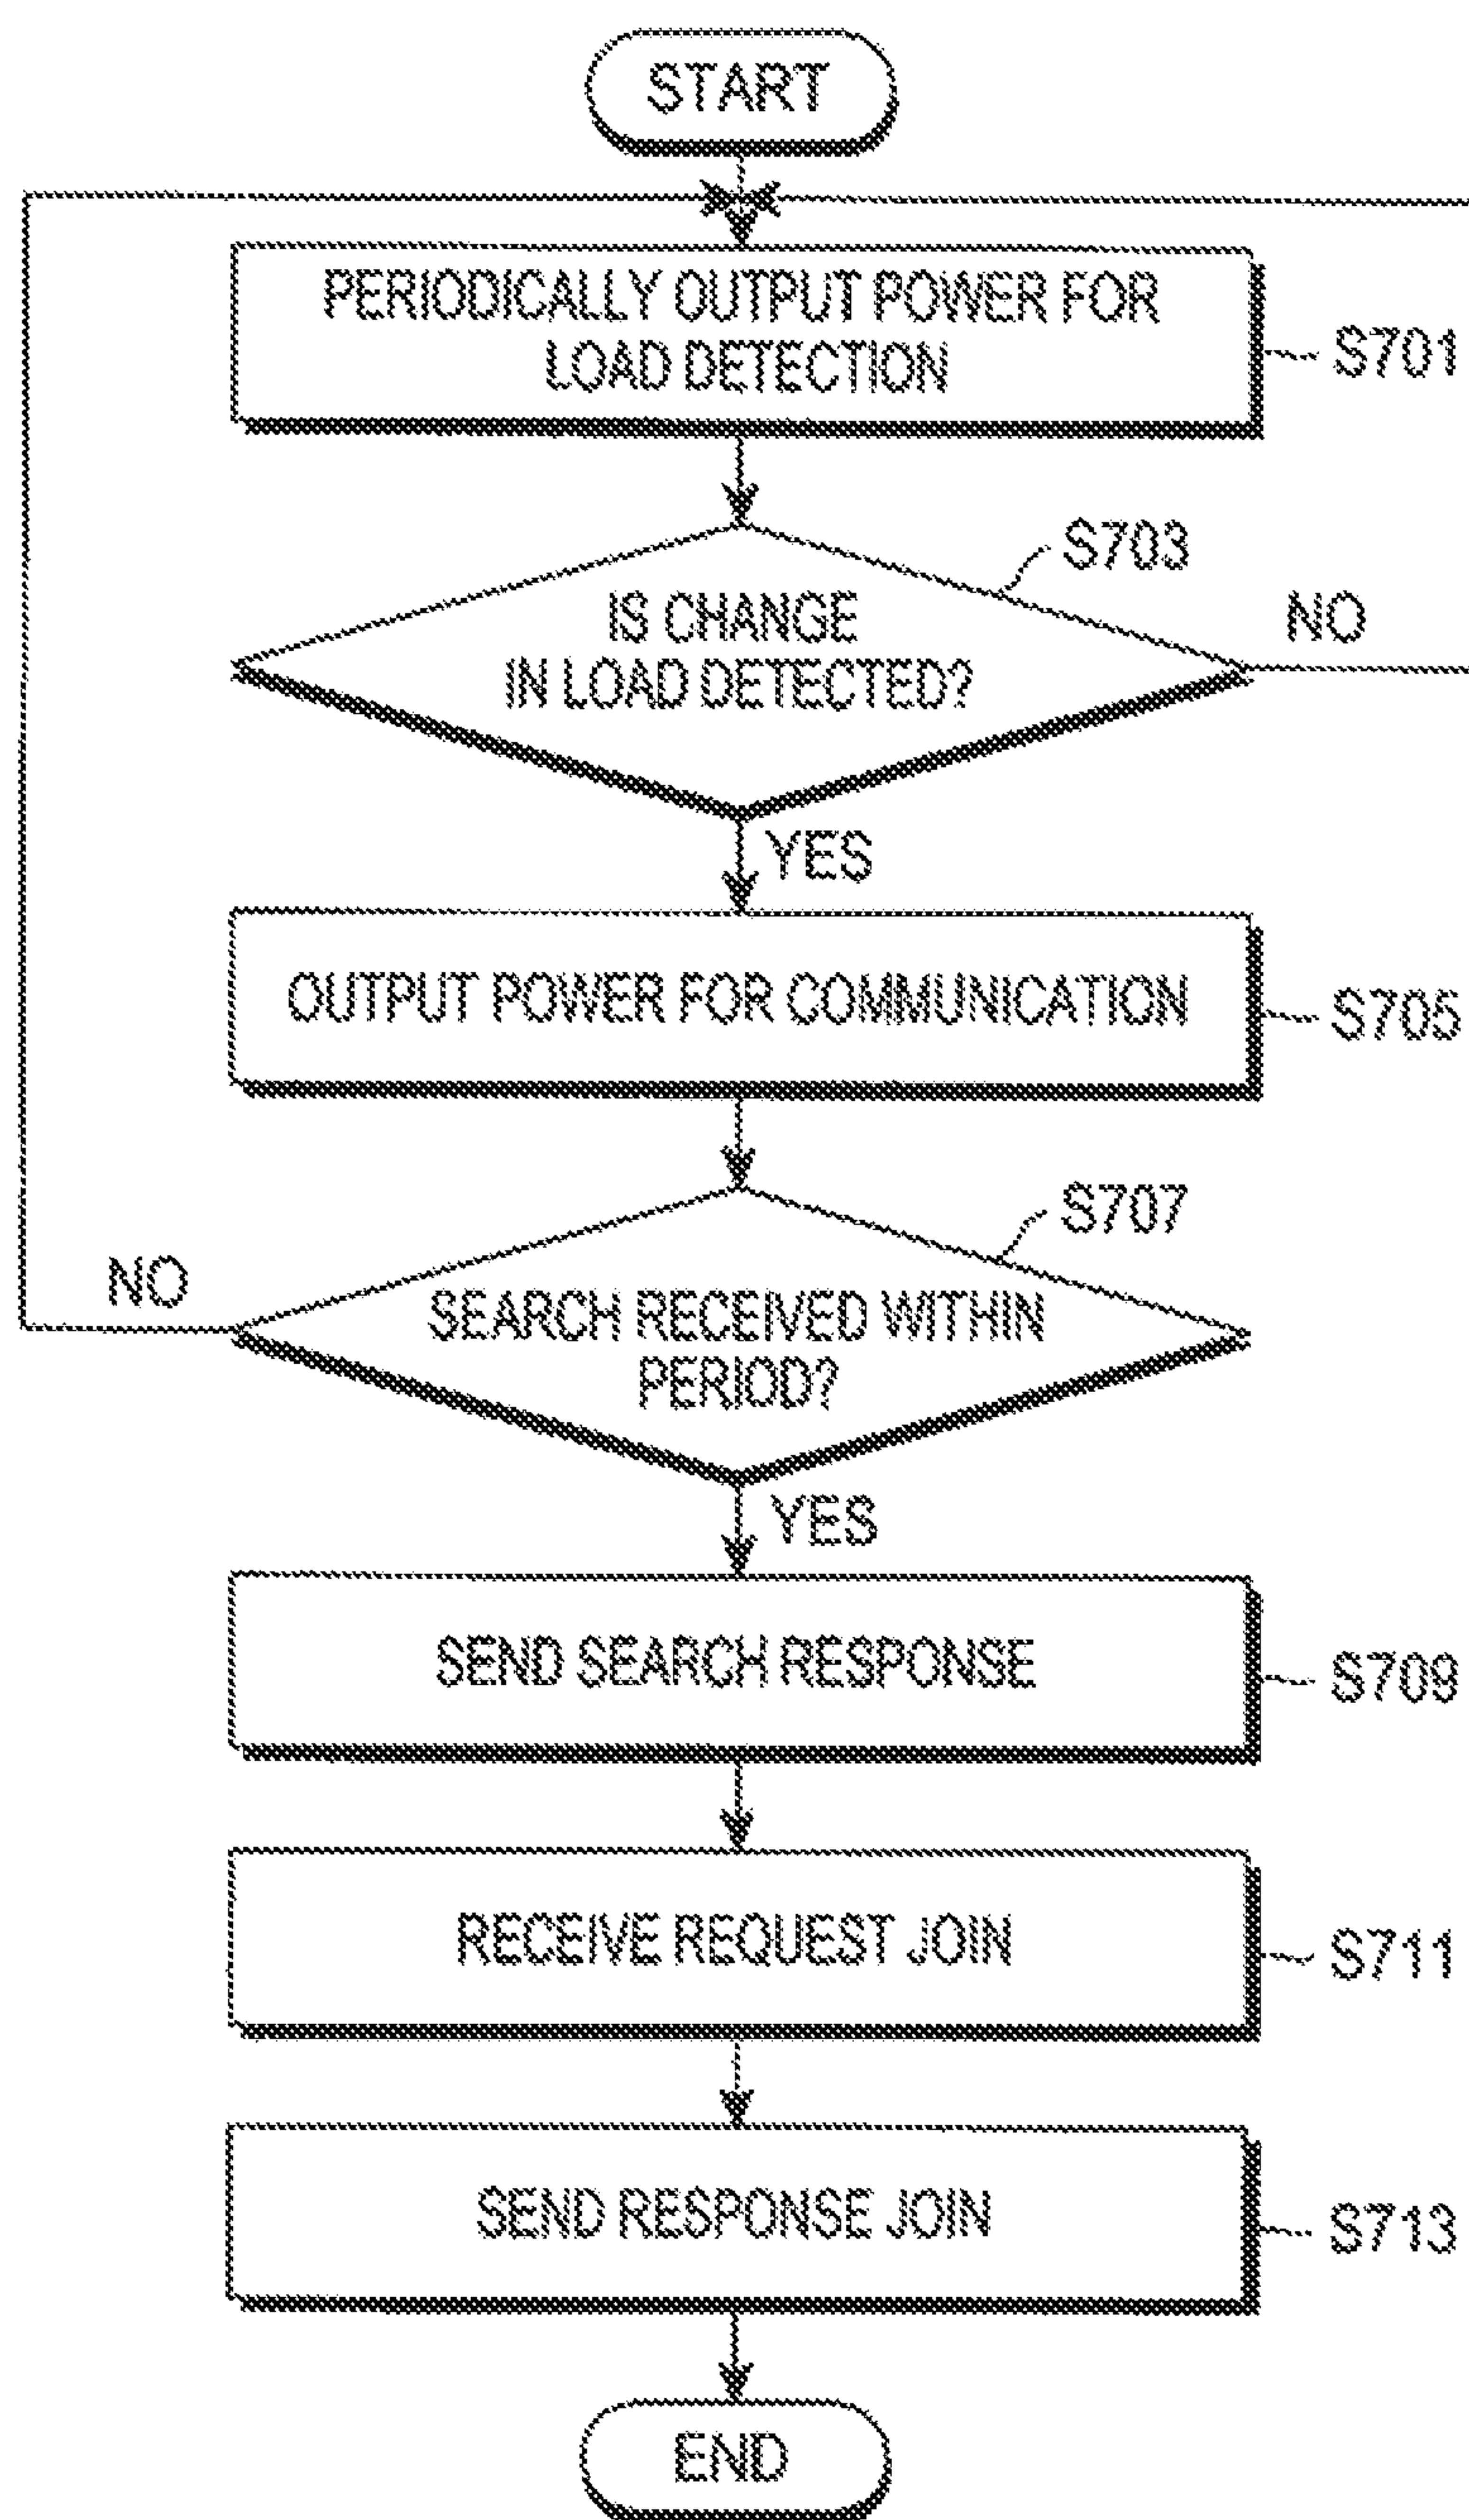 START
PERIODICALLY OUTPUT POWER FOR
LOAD DETECTION
S701
S703
IS CHANGE
IN LOAD DETECTED?
NO
YES
OUTPUT POWER FOR COMMUNICATION
S705
S707
NO
SEARCH RECEIVED WITHIN
PERIOD?
YES
SEND SEARCH RESPONSE
S709
RECEIVE REQUEST JOIN
S711
SEND RESPONSE JOIN
S713
END